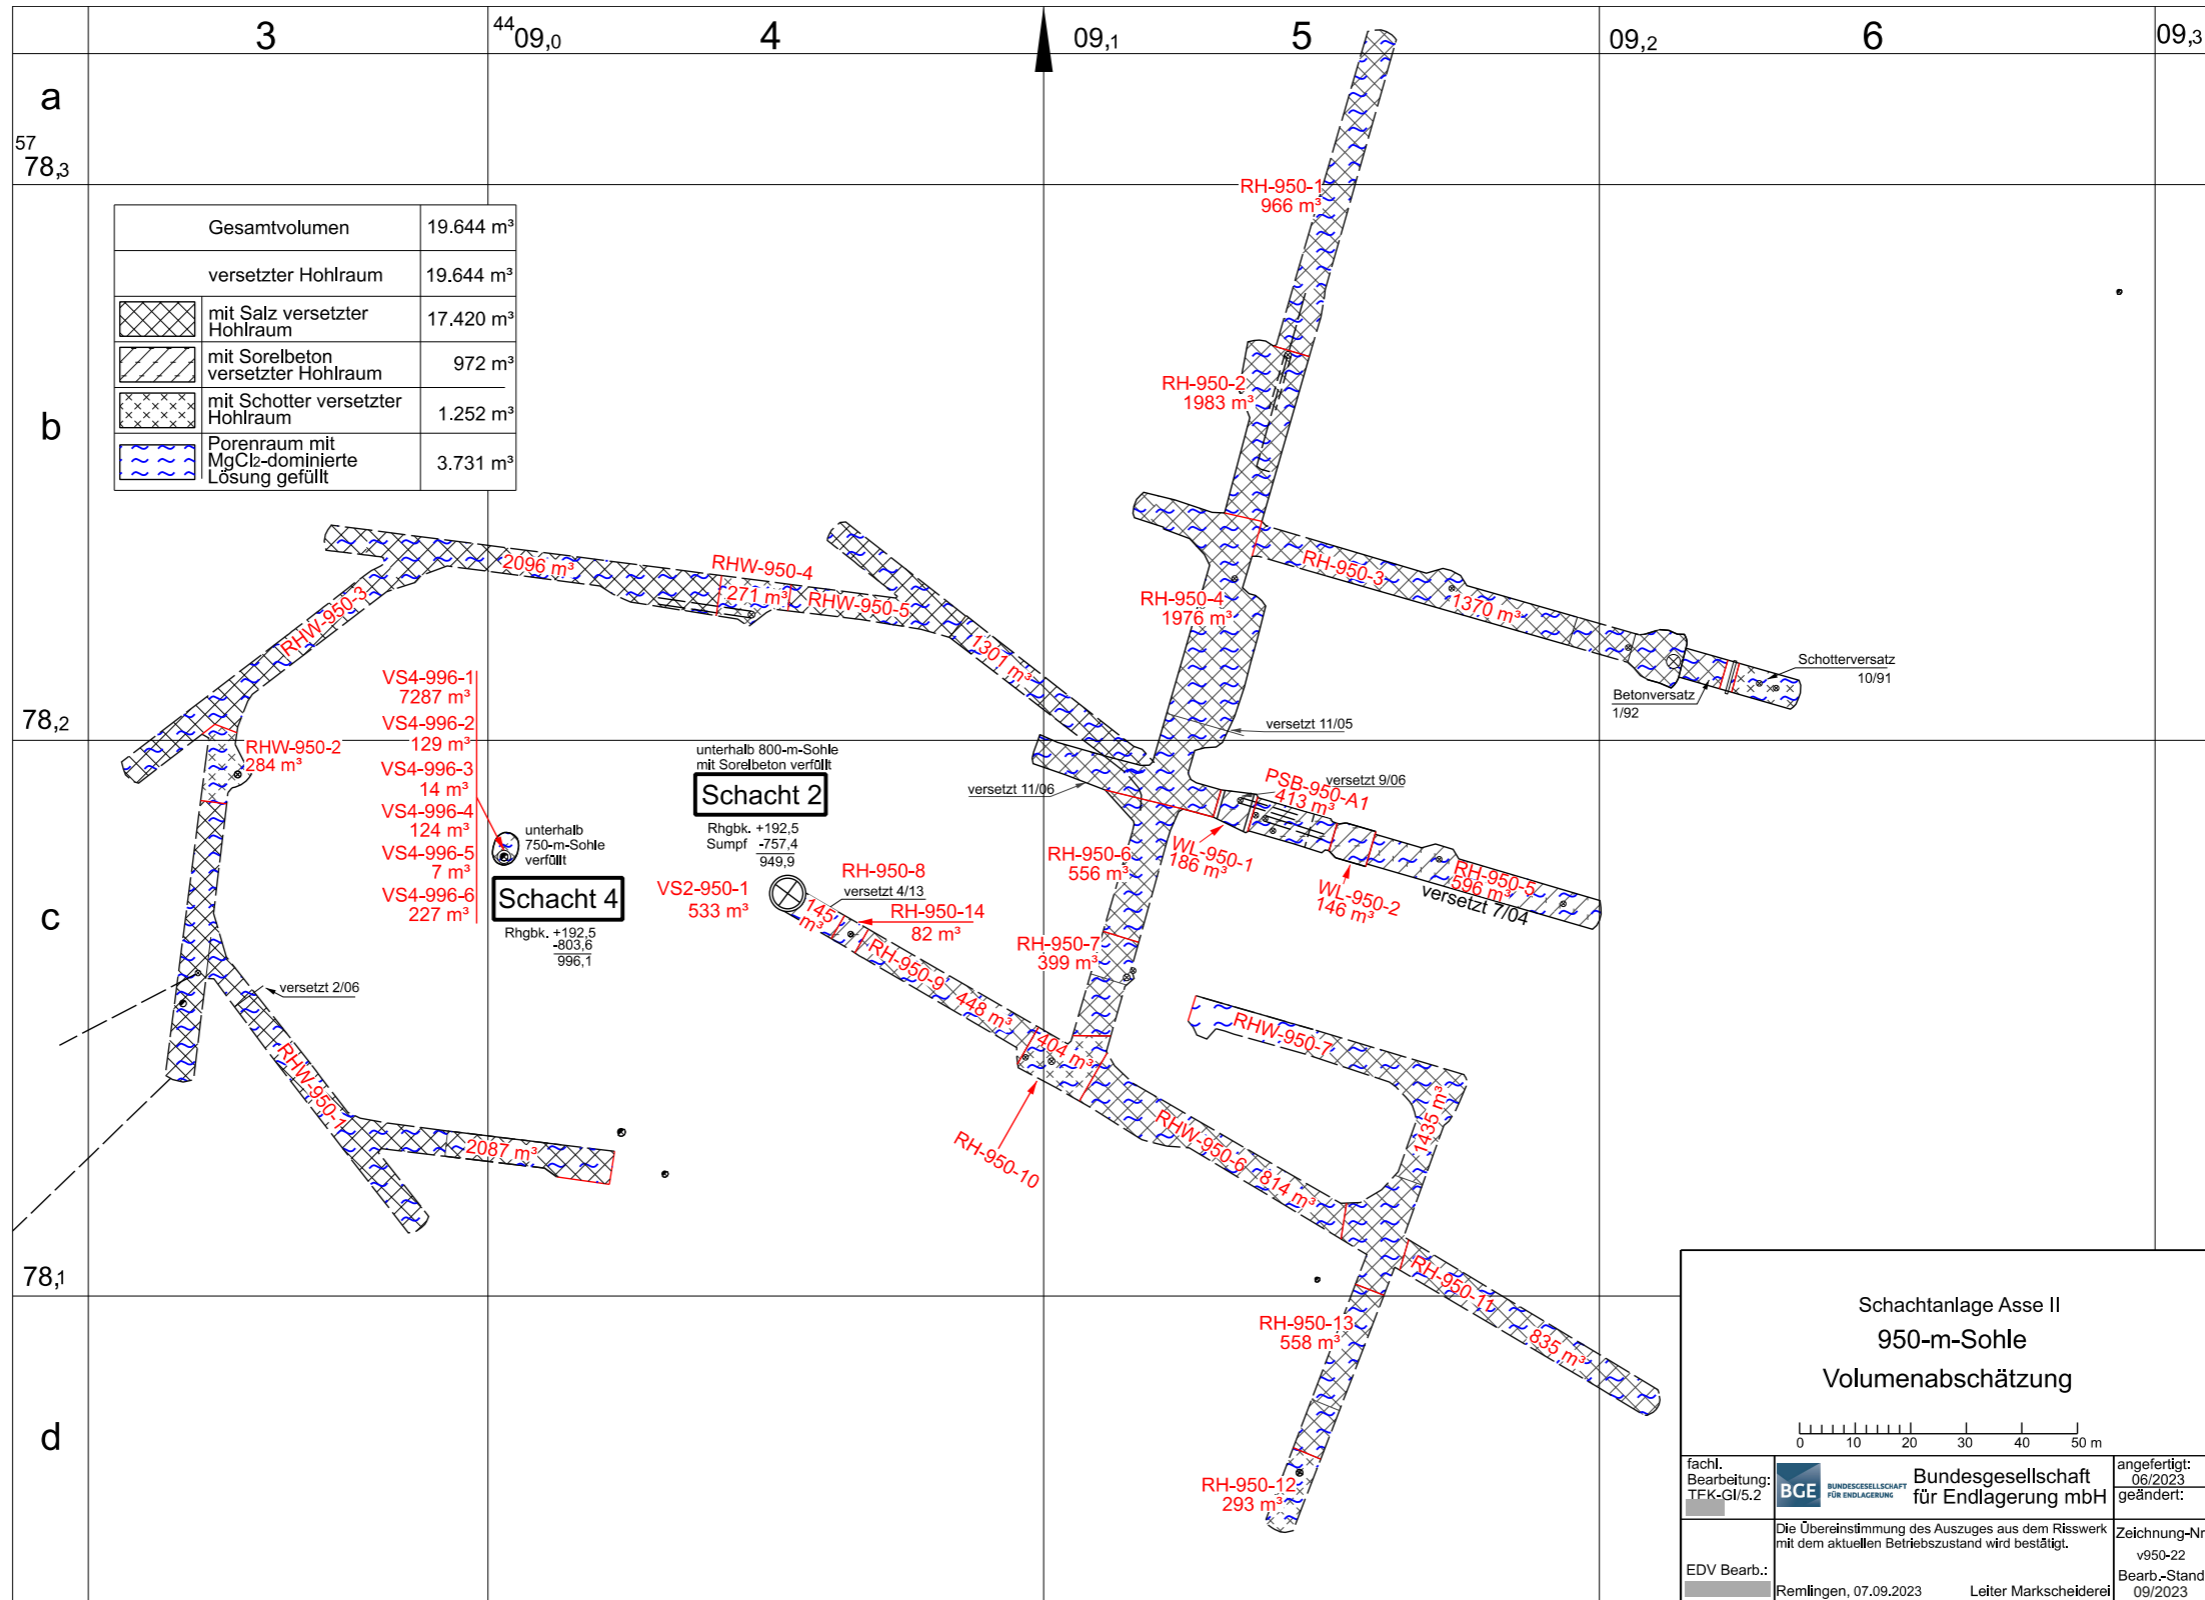 3
44
09,0
4
09,1
5
09,2
6
09,3
a
57
78,3
b
78,2
c
78,1
d
Gesamtvolumen 19.644 m³
versetzter Hohlraum 19.644 m³
mit Salz versetzter
Hohlraum 17.420 m³
mit Sorelbeton
versetzter Hohlraum 972 m³
mit Schotter versetzter
Hohlraum 1.252 m³
Porenraum mit
MgCl₂-dominierte
Lösung gefüllt 3.731 m³
RH-950-1
966 m³
RH-950-2
1983 m³
RH-950-3
1370 m³
RH-950-4
1976 m³
Schotterversatz
10/91
Betonversatz
1/92
versetzt 11/05
2096 m³
RHW-950-4
271 m³
RHW-950-5
1301 m³
RHW-950-3
RHW-950-2
284 m³
VS4-996-1
7287 m³
VS4-996-2
129 m³
VS4-996-3
14 m³
VS4-996-4
124 m³
VS4-996-5
7 m³
VS4-996-6
227 m³
unterhalb
750-m-Sohle
verfüllt
Schacht 4
Rhgbk. +192,5
-803,6
996,1
unterhalb 800-m-Sohle
mit Sorelbeton verfüllt
Schacht 2
Rhgbk. +192,5
Sumpf -757,4
949,9
VS2-950-1
533 m³
RH-950-8
versetzt 4/13
145
m³
RH-950-14
82 m³
RH-950-9
448 m³
versetzt 11/06
PSB-950-A1
413 m³
versetzt 9/06
WL-950-1
186 m³
WL-950-2
146 m³
RH-950-5
596 m³
versetzt 7/04
RH-950-6
556 m³
RH-950-7
399 m³
1404 m³
RH-950-10
RHW-950-7
1435 m³
RHW-950-6
814 m³
versetzt 2/06
RHW-950-1
2087 m³
RH-950-11
835 m³
RH-950-13
558 m³
RH-950-12
293 m³
Schachtanlage Asse II
950-m-Sohle
Volumenabschätzung
0 10 20 30 40 50 m
fachl.
Bearbeitung:
TEK-GI/5.2
BGE
BUNDESGESELLSCHAFT
FÜR ENDLAGERUNG
Bundesgesellschaft
für Endlagerung mbH
angefertigt:
06/2023
geändert:
Die Übereinstimmung des Auszuges aus dem Risswerk
mit dem aktuellen Betriebszustand wird bestätigt.
Zeichnung-Nr
v950-22
EDV Bearb.:
Remlingen, 07.09.2023 Leiter Markscheiderei
Bearb.-Stand
09/2023